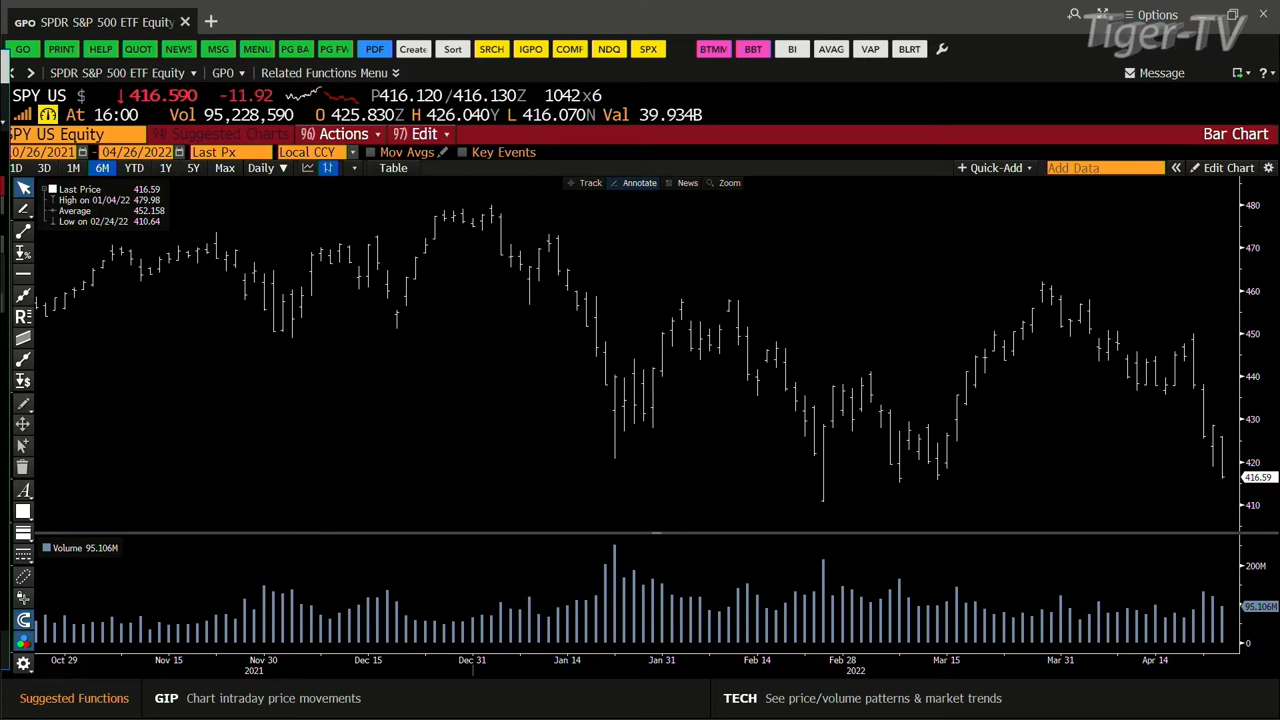 GPO SPDR S&P 500 ETF Equity
Options
Tiger-TV
GO PRINT HELP QUOT NEWS MSG MENU PG BA PG FW PDF Create Sort SRCH IGPO COMF NDQ SPX BTMM BBT BI AVAG VAP BLRT
SPDR S&P 500 ETF Equity GPO Related Functions Menu Message ?
SPY US $ ↓416.590 -11.92 P416.120/416.130Z 1042x6
At 16:00 Vol 95,228,590 O 425.830Z H 426.040Y L 416.070N Val 39.934B
PY US Equity 94) Suggested Charts 96) Actions 97) Edit Bar Chart
0/26/2021 - 04/26/2022 Last Px Local CCY Mov Avgs Key Events
1D 3D 1M 6M YTD 1Y 5Y Max Daily Table + Quick-Add Add Data « Edit Chart
Track Annotate News Zoom
Last Price 416.59
High on 01/04/22 479.98
Average 452.158
Low on 02/24/22 410.64
480
470
460
450
440
430
420
416.59
410
Volume 95.106M
200M
95.106M
0
Oct 29 Nov 15 Nov 30 Dec 15 Dec 31 Jan 14 Jan 31 Feb 14 Feb 28 Mar 15 Mar 31 Apr 14
2021 2022
Suggested Functions GIP Chart intraday price movements TECH See price/volume patterns & market trends